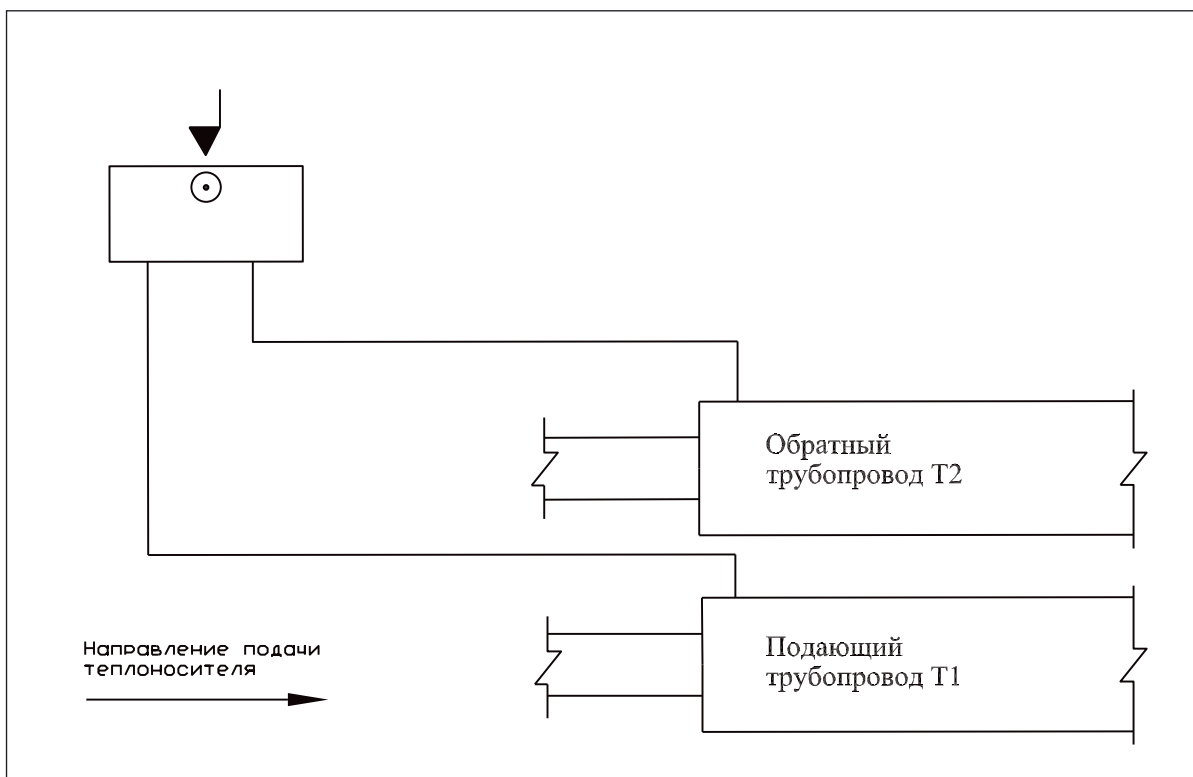 Обратный
трубопровод Т2
Направление подачи
теплоносителя
Подающий
трубопровод Т1